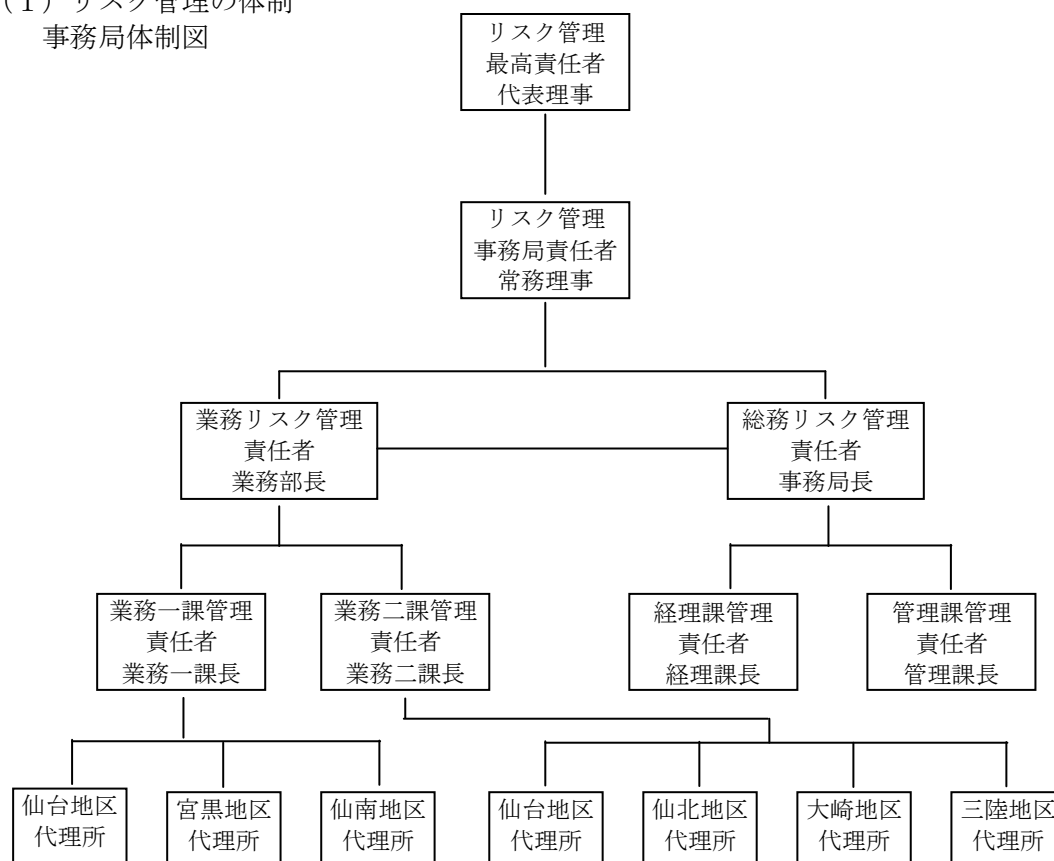 （１）リスク管理の体制
事務局体制図
リスク管理
最高責任者
代表理事
リスク管理
事務局責任者
常務理事
業務リスク管理
責任者
業務部長
総務リスク管理
責任者
事務局長
業務一課管理
責任者
業務一課長
業務二課管理
責任者
業務二課長
経理課管理
責任者
経理課長
管理課管理
責任者
管理課長
仙台地区
代理所
宮黒地区
代理所
仙南地区
代理所
仙台地区
代理所
仙北地区
代理所
大崎地区
代理所
三陸地区
代理所